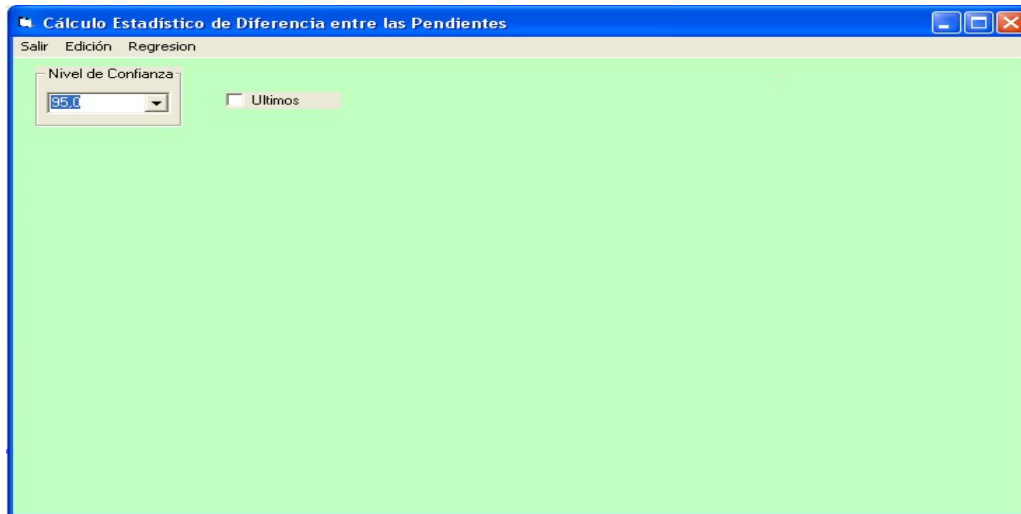 Cálculo Estadístico de Diferencia entre las Pendientes
Salir Edición Regresion
Nivel de Confianza
95,0
Ultimos